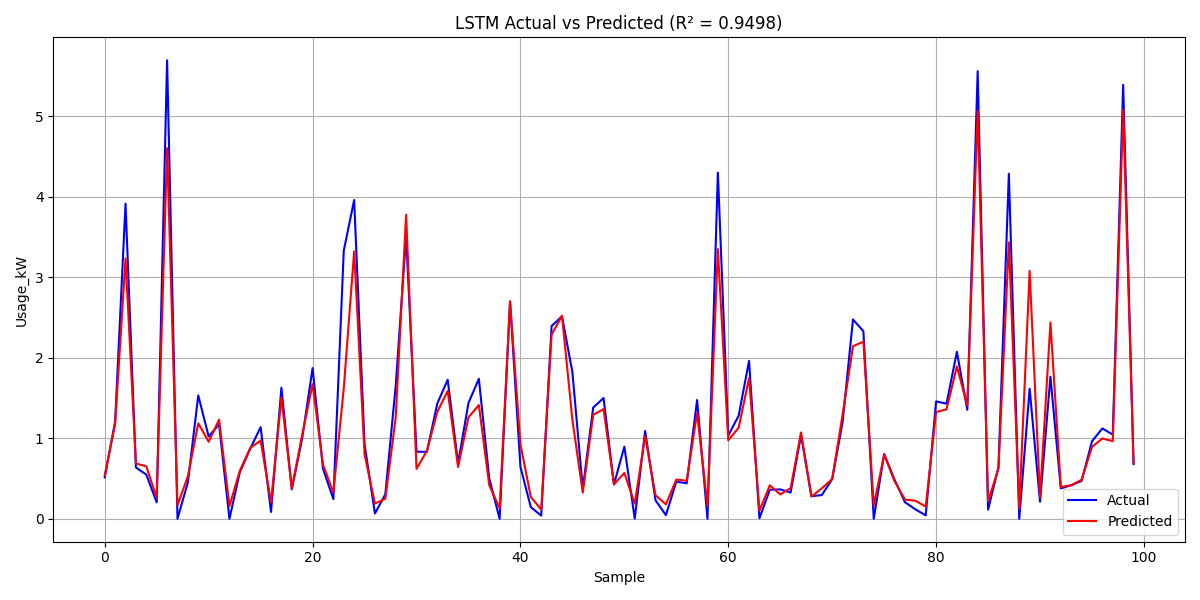 LSTM Actual vs Predicted (R² = 0.9498)
Usage_kW
5
4
3
2
1
0
0 20 40 60 80 100
Sample
Actual
Predicted